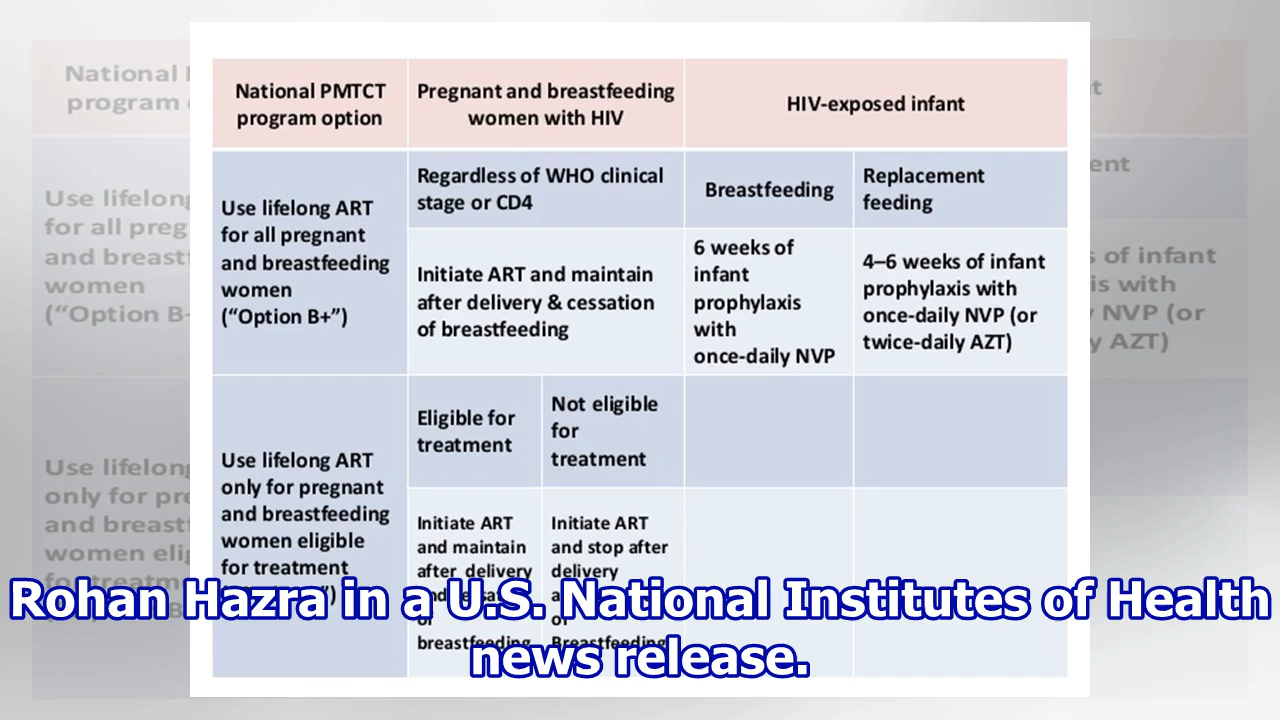 National PMTCT
program option
Pregnant and breastfeeding
women with HIV
HIV-exposed infant
Use lifelong ART
for all pregnant
and breastfeeding
women
(“Option B+”)
Regardless of WHO clinical
stage or CD4
Breastfeeding
Replacement
feeding
Initiate ART and maintain
after delivery & cessation
of breastfeeding
6 weeks of
infant
prophylaxis
with
once-daily NVP
4–6 weeks of infant
prophylaxis with
once-daily NVP (or
twice-daily AZT)
Use lifelong ART
only for pregnant
and breastfeeding
women eligible
for treatment
Eligible for
treatment
Not eligible
for
treatment
Initiate ART
and maintain
after delivery
breastfeeding
Initiate ART
and stop after
delivery
of
Breastfeeding
Rohan Hazra in a U.S. National Institutes of Health
news release.